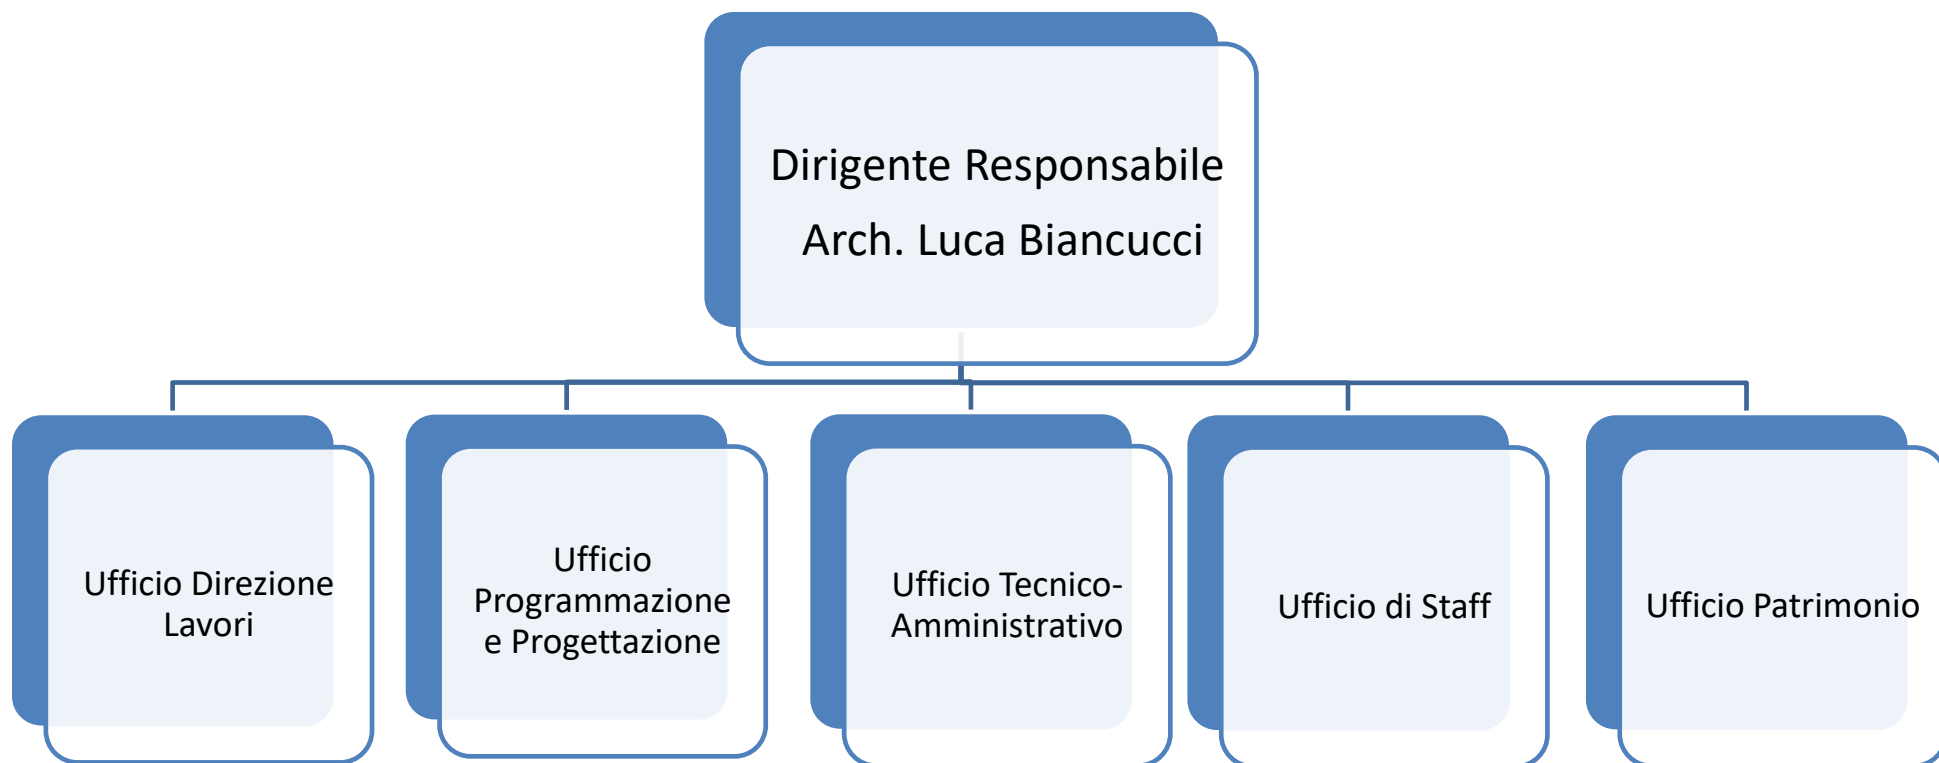 Dirigente Responsabile
Arch. Luca Biancucci
Ufficio Direzione
Lavori
Ufficio
Programmazione
e Progettazione
Ufficio Tecnico-
Amministrativo
Ufficio di Staff
Ufficio Patrimonio